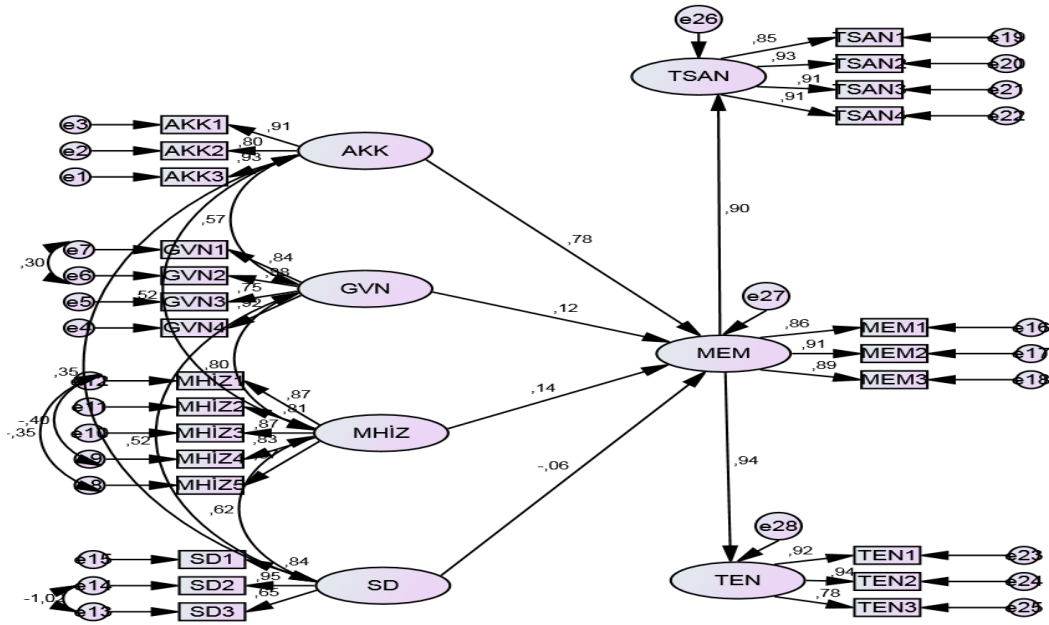 e26
,85 TSAN1 e19
,93 TSAN2 e20
TSAN
,91 TSAN3 e21
,91 TSAN4 e22
e3 AKK1 ,91
e2 AKK2 ,80
AKK
e1 AKK3 ,93
,90
,57
,78
e7 GVN1 ,84
,30
e6 GVN2
GVN
e5 GVN3 ,75
,52
e4 GVN4 ,92
,12
e27
,86 MEM1 e16
MEM
,91 MEM2 e17
,89 MEM3 e18
,80
,35
MHİZ1 ,87
e11 MHİZ2 ,81
,14
-,40
e10 MHİZ3 ,87
MHİZ
-,35
,52
e9 MHİZ4 ,83
e8 MHİZ5
-,06
,94
,62
e28
e15 SD1 ,84
,92 TEN1 e23
e14 SD2 ,95
SD
TEN
,94 TEN2 e24
e13 SD3 ,65
,78 TEN3 e25